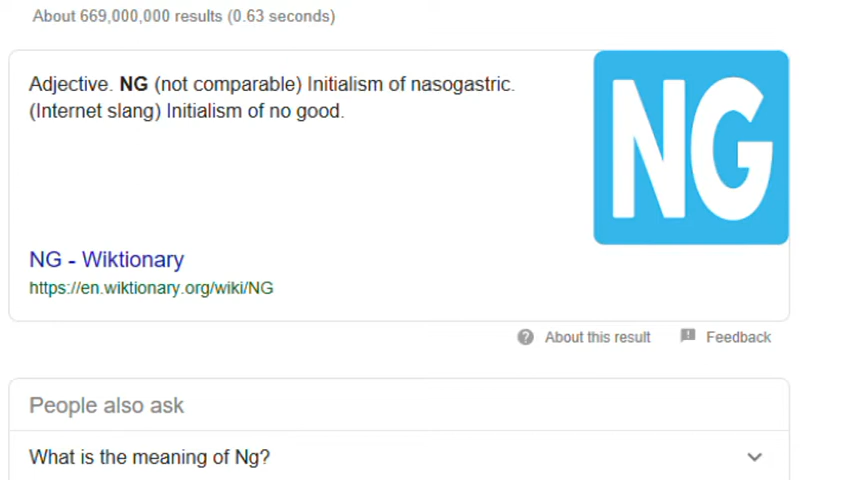 About 669,000,000 results (0.63 seconds)
Adjective. NG (not comparable) Initialism of nasogastric.
(Internet slang) Initialism of no good.
NG
NG - Wiktionary
https://en.wiktionary.org/wiki/NG
About this result Feedback
People also ask
What is the meaning of Ng?